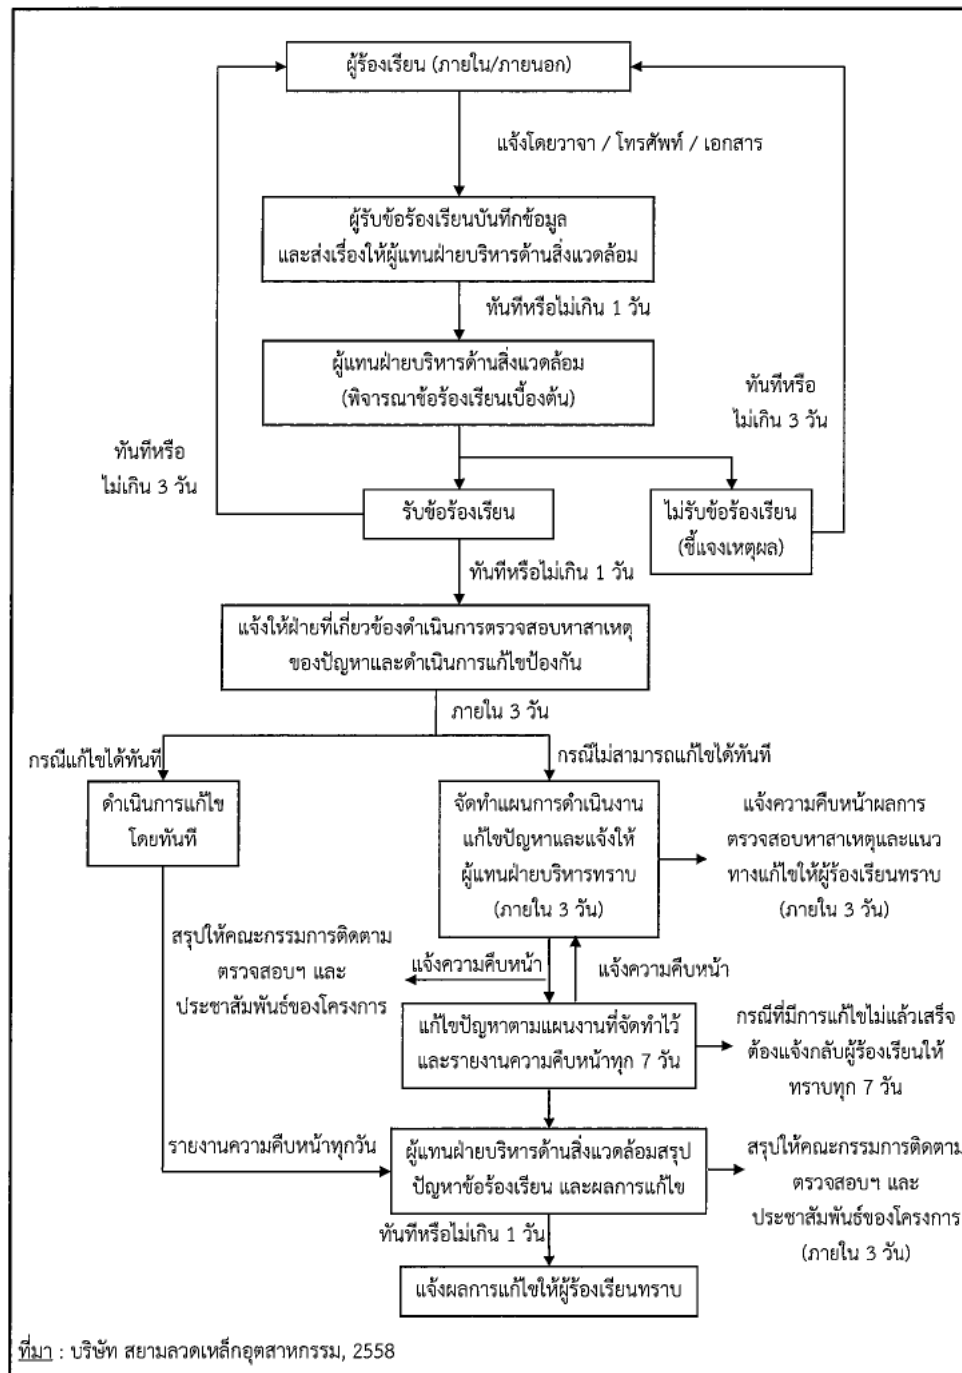 ผู้ร้องเรียน (ภายใน/ภายนอก)
แจ้งโดยวาจา / โทรศัพท์ / เอกสาร
ผู้รับข้อร้องเรียนบันทึกข้อมูล
และส่งเรื่องให้ผู้แทนฝ่ายบริหารด้านสิ่งแวดล้อม
ทันทีหรือไม่เกิน 1 วัน
ผู้แทนฝ่ายบริหารด้านสิ่งแวดล้อม
(พิจารณาข้อร้องเรียนเบื้องต้น)
ทันทีหรือ
ไม่เกิน 3 วัน
ทันทีหรือ
ไม่เกิน 3 วัน
รับข้อร้องเรียน
ไม่รับข้อร้องเรียน
(ชี้แจงเหตุผล)
ทันทีหรือไม่เกิน 1 วัน
แจ้งให้ฝ่ายที่เกี่ยวข้องดำเนินการตรวจสอบหาสาเหตุ
ของปัญหาและดำเนินการแก้ไขป้องกัน
ภายใน 3 วัน
กรณีแก้ไขได้ทันที
กรณีไม่สามารถแก้ไขได้ทันที
ดำเนินการแก้ไข
โดยทันที
จัดทำแผนการดำเนินงาน
แก้ไขปัญหาและแจ้งให้
ผู้แทนฝ่ายบริหารทราบ
(ภายใน 3 วัน)
แจ้งความคืบหน้าผลการ
ตรวจสอบหาสาเหตุและแนว
ทางแก้ไขให้ผู้ร้องเรียนทราบ
(ภายใน 3 วัน)
สรุปให้คณะกรรมการติดตาม
ตรวจสอบฯ และ
ประชาสัมพันธ์ของโครงการ
แจ้งความคืบหน้า
แจ้งความคืบหน้า
แก้ไขปัญหาตามแผนงานที่จัดทำไว้
และรายงานความคืบหน้าทุก 7 วัน
กรณีที่มีการแก้ไขไม่แล้วเสร็จ
ต้องแจ้งกลับผู้ร้องเรียนให้
ทราบทุก 7 วัน
รายงานความคืบหน้าทุกวัน
ผู้แทนฝ่ายบริหารด้านสิ่งแวดล้อมสรุป
ปัญหาข้อร้องเรียน และผลการแก้ไข
สรุปให้คณะกรรมการติดตาม
ตรวจสอบฯ และ
ประชาสัมพันธ์ของโครงการ
(ภายใน 3 วัน)
ทันทีหรือไม่เกิน 1 วัน
แจ้งผลการแก้ไขให้ผู้ร้องเรียนทราบ
ที่มา : บริษัท สยามลวดเหล็กอุตสาหกรรม, 2558